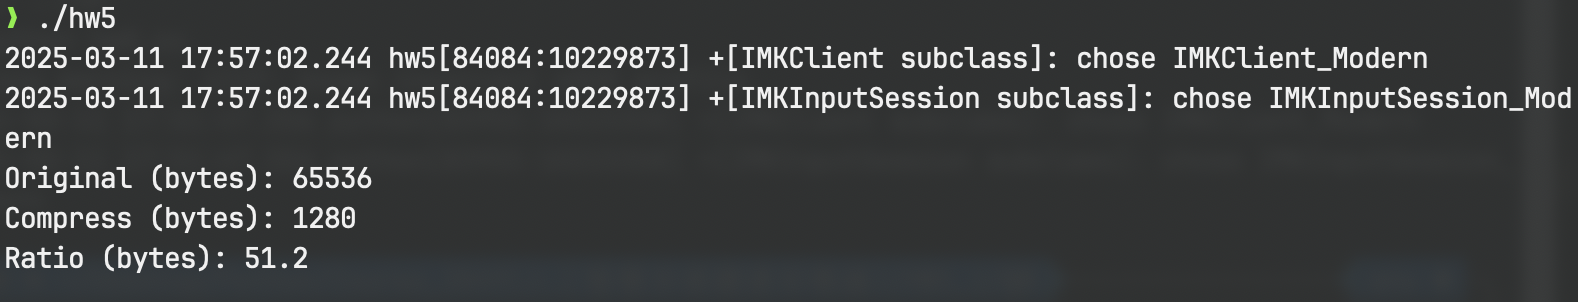 ❯ ./hw5
2025-03-11 17:57:02.244 hw5[84084:10229873] +[IMKClient subclass]: chose IMKClient_Modern
2025-03-11 17:57:02.244 hw5[84084:10229873] +[IMKInputSession subclass]: chose IMKInputSession_Mod
ern
Original (bytes): 65536
Compress (bytes): 1280
Ratio (bytes): 51.2